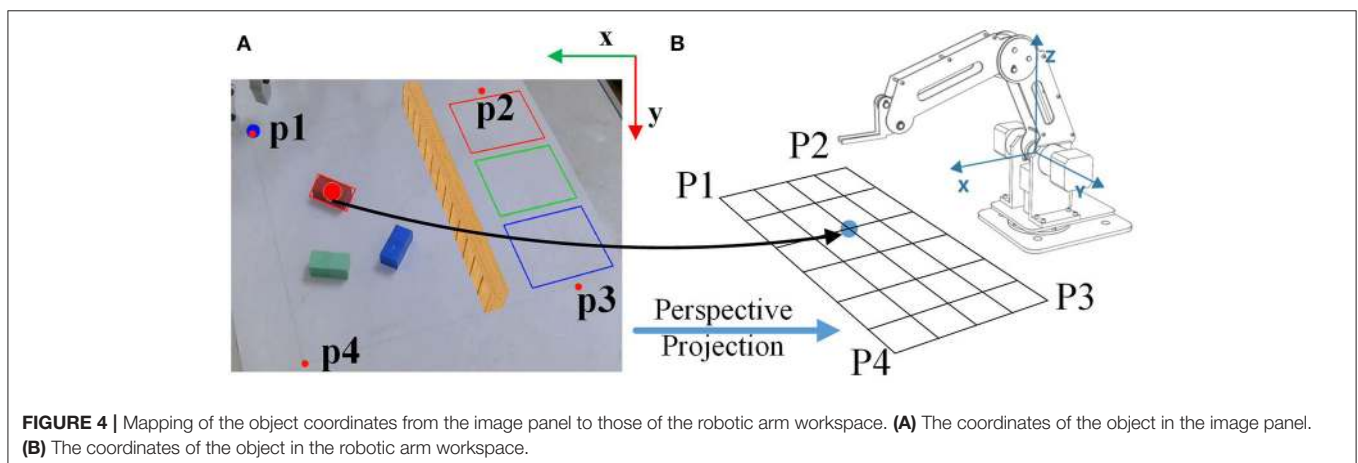 A
x
B
y
p1
p2
p3
p4
Perspective
Projection
P1
P2
P3
P4
Z
X
Y
FIGURE 4 | Mapping of the object coordinates from the image panel to those of the robotic arm workspace. (A) The coordinates of the object in the image panel.
(B) The coordinates of the object in the robotic arm workspace.